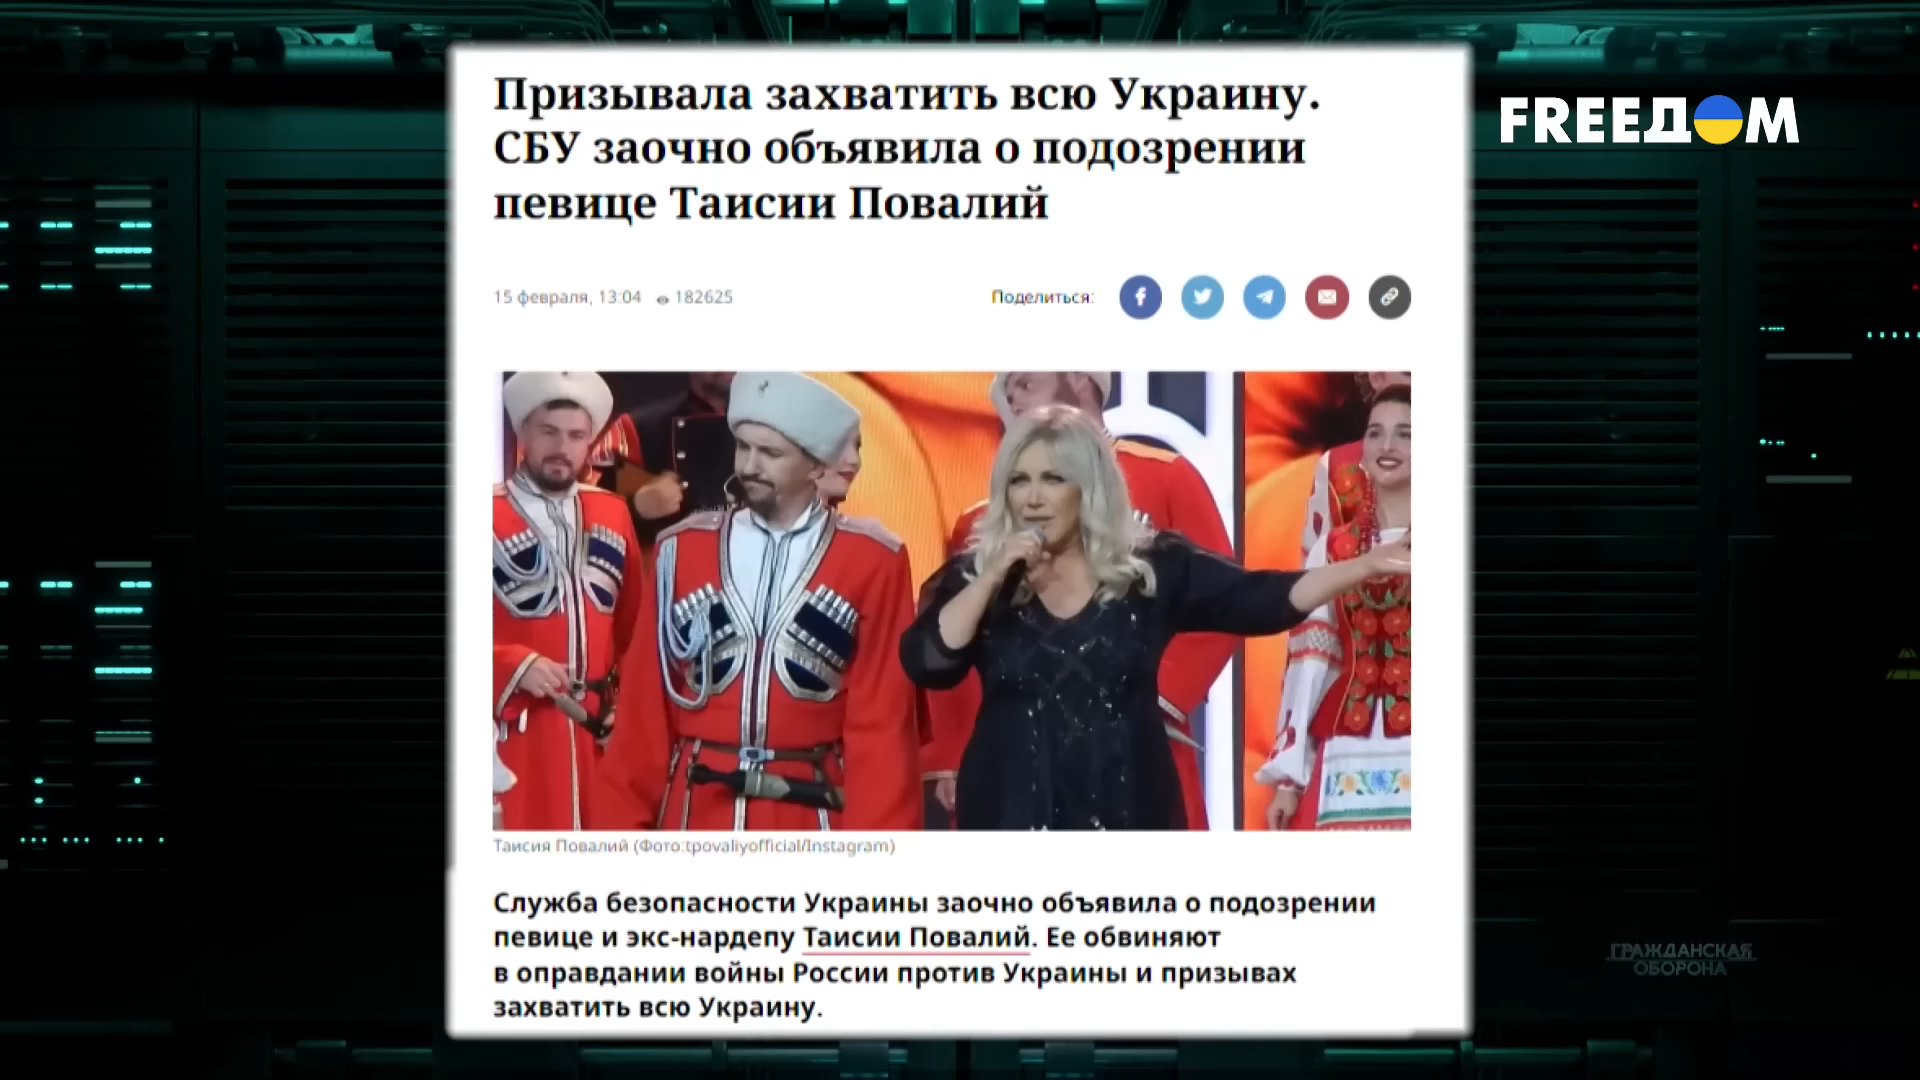 Призывала захватить всю Украину.
СБУ заочно объявила о подозрении
певице Таисии Повалий
FREEДOM
15 февраля, 13:04 182625
Поделиться:
Таисия Повалий (Фото:tpovaliyofficial/Instagram)
Служба безопасности Украины заочно объявила о подозрении
певице и экс-нардепу Таисии Повалий. Ее обвиняют
в оправдании войны России против Украины и призывах
захватить всю Украину.
ГРАЖДАНСКАЯ
ОБОРОНА